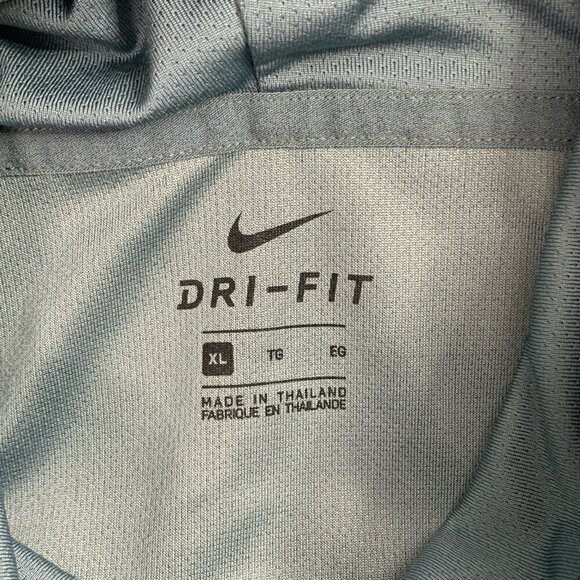 DRI-FIT
XL TG EG
MADE IN THAILAND
FABRIQUE EN THAILANDE